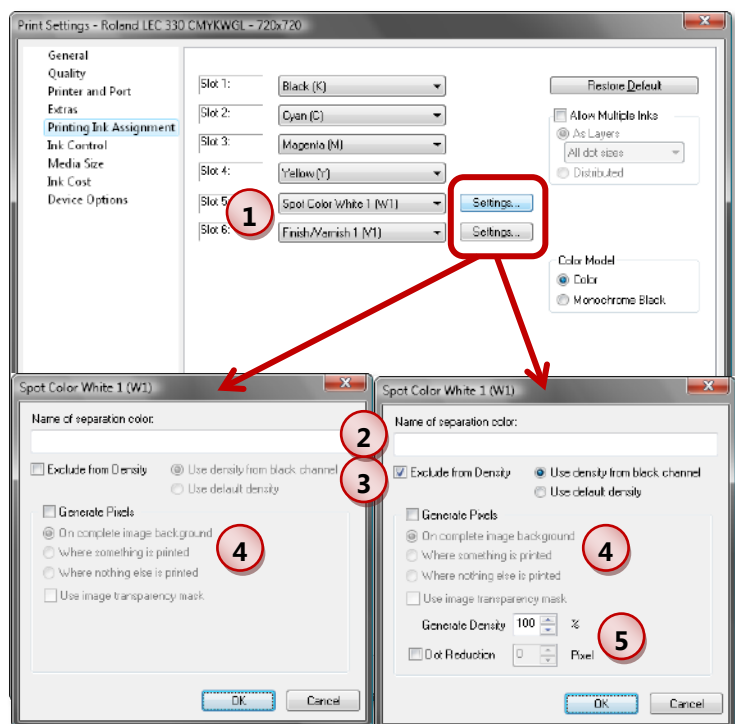 Print Settings - Roland LEC 330 CMYKWGL - 720x720
General
Quality
Printer and Port
Extras
Printing Ink Assignment
Ink Control
Media Size
Ink Cost
Device Options
Slot 1: Black (K)
Slot 2: Cyan (C)
Slot 3: Magenta (M)
Slot 4: Yellow (Y)
Slot 5 Spot Color White 1 (W1) Settings...
Slot 6: Finish/Varnish 1 (V1) Settings...
1
Restore Default
Allow Multiple Inks
As Layers
All dot sizes
Distributed
Color Model
Color
Monochrome Black
Spot Color White 1 (W1)
Name of separation color:
2
Exclude from Density Use density from black channel
Use default density
3
Generate Pixels
On complete image background
Where something is printed
Where nothing else is printed
4
Use image transparency mask
OK Cancel
Spot Color White 1 (W1)
Name of separation color:
Exclude from Density Use density from black channel
Use default density
Generate Pixels
On complete image background
Where something is printed
Where nothing else is printed
4
Use image transparency mask
Generate Density 100 %
Dot Reduction 0 Pixel
5
OK Cancel